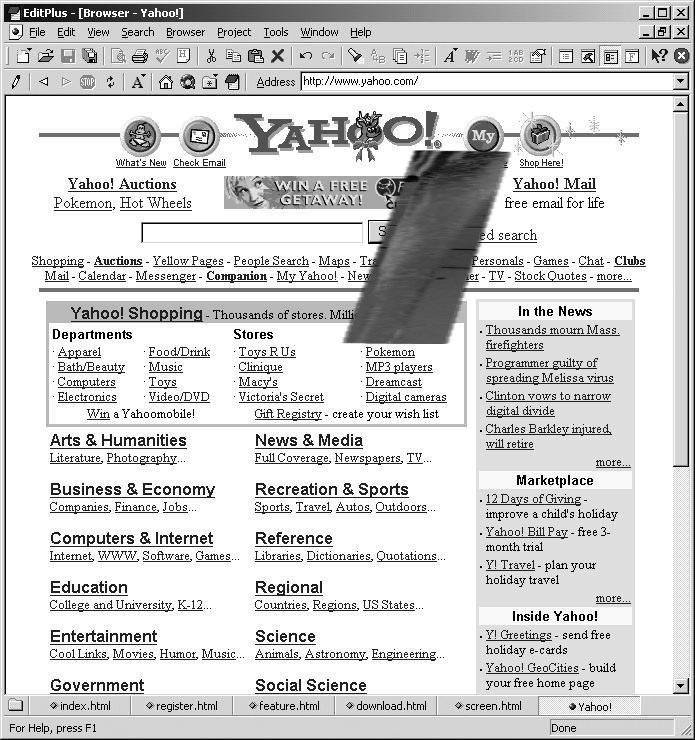 EditPlus - [Browser - Yahoo!]
File Edit View Search Browser Project Tools Window Help
Address http://www.yahoo.com/
YAHOO!
My
What's New Check Email Shop Here!
Yahoo! Auctions
Pokemon, Hot Wheels
WIN A FREE
GETAWAY!
Yahoo! Mail
free email for life
search
Shopping - Auctions - Yellow Pages - People Search - Maps - Personals - Games - Chat - Clubs
Mail - Calendar - Messenger - Companion - My Yahoo! - TV - Stock Quotes - more...
Yahoo! Shopping - Thousands of stores.
Departments
Stores
· Apparel · Food/Drink · Toys R Us · Pokemon
· Bath/Beauty · Music · Clinique · MP3 players
· Computers · Toys · Macy's · Dreamcast
· Electronics · Video/DVD · Victoria's Secret · Digital cameras
Win a Yahoomobile! Gift Registry - create your wish list
Arts & Humanities
Literature, Photography...
News & Media
Full Coverage, Newspapers, TV...
Business & Economy
Companies, Finance, Jobs...
Recreation & Sports
Sports, Travel, Autos, Outdoors...
Computers & Internet
Internet, WWW, Software, Games...
Reference
Libraries, Dictionaries, Quotations...
Education
College and University, K-12...
Regional
Countries, Regions, US States...
Entertainment
Cool Links, Movies, Humor, Music...
Science
Animals, Astronomy, Engineering...
Government
Social Science
In the News
· Thousands mourn Mass.
firefighters
· Programmer guilty of
spreading Melissa virus
· Clinton vows to narrow
digital divide
· Charles Barkley injured,
will retire
more...
Marketplace
· 12 Days of Giving -
improve a child's holiday
· Yahoo! Bill Pay - free 3-
month trial
· Y! Travel - plan your
holiday travel
more...
Inside Yahoo!
· Y! Greetings - send free
holiday e-cards
· Yahoo! GeoCities - build
your free home page
index.html register.html feature.html download.html screen.html Yahoo!
For Help, press F1 Done